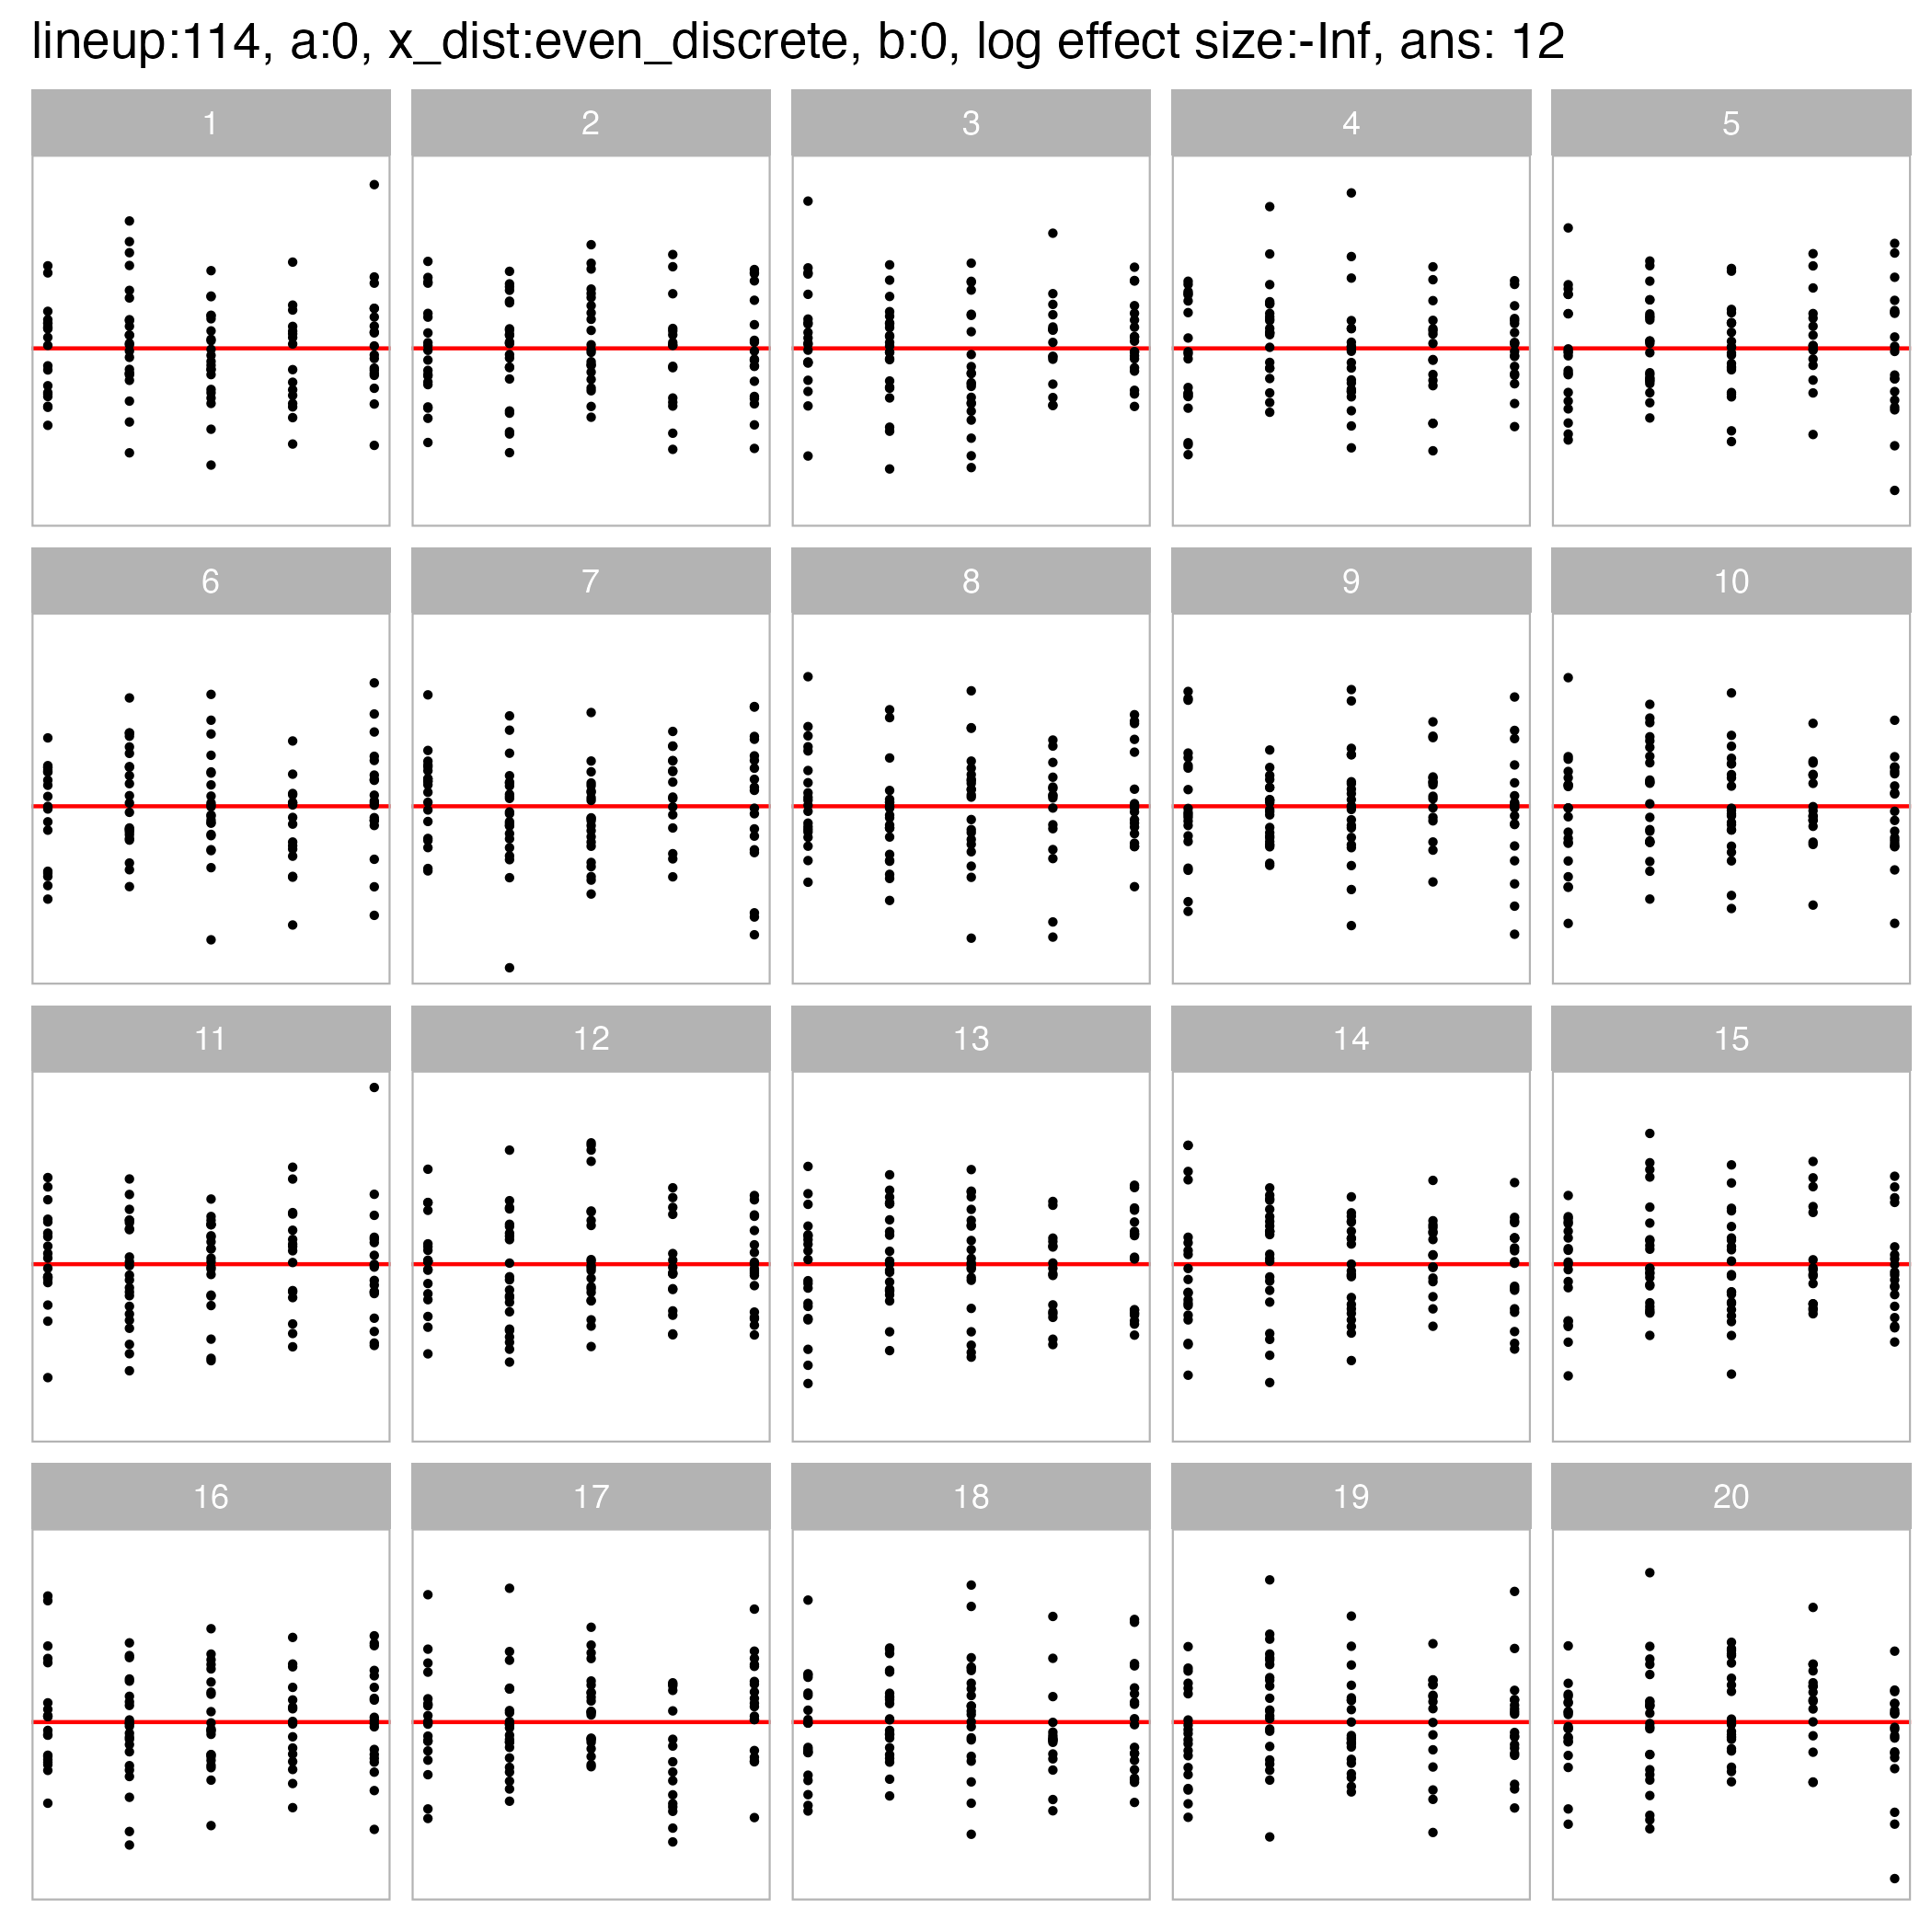 lineup:114, a:0, x_dist:even_discrete, b:0, log effect size:-Inf, ans: 12
1 2 3 4 5
6 7 8 9 10
11 12 13 14 15
16 17 18 19 20